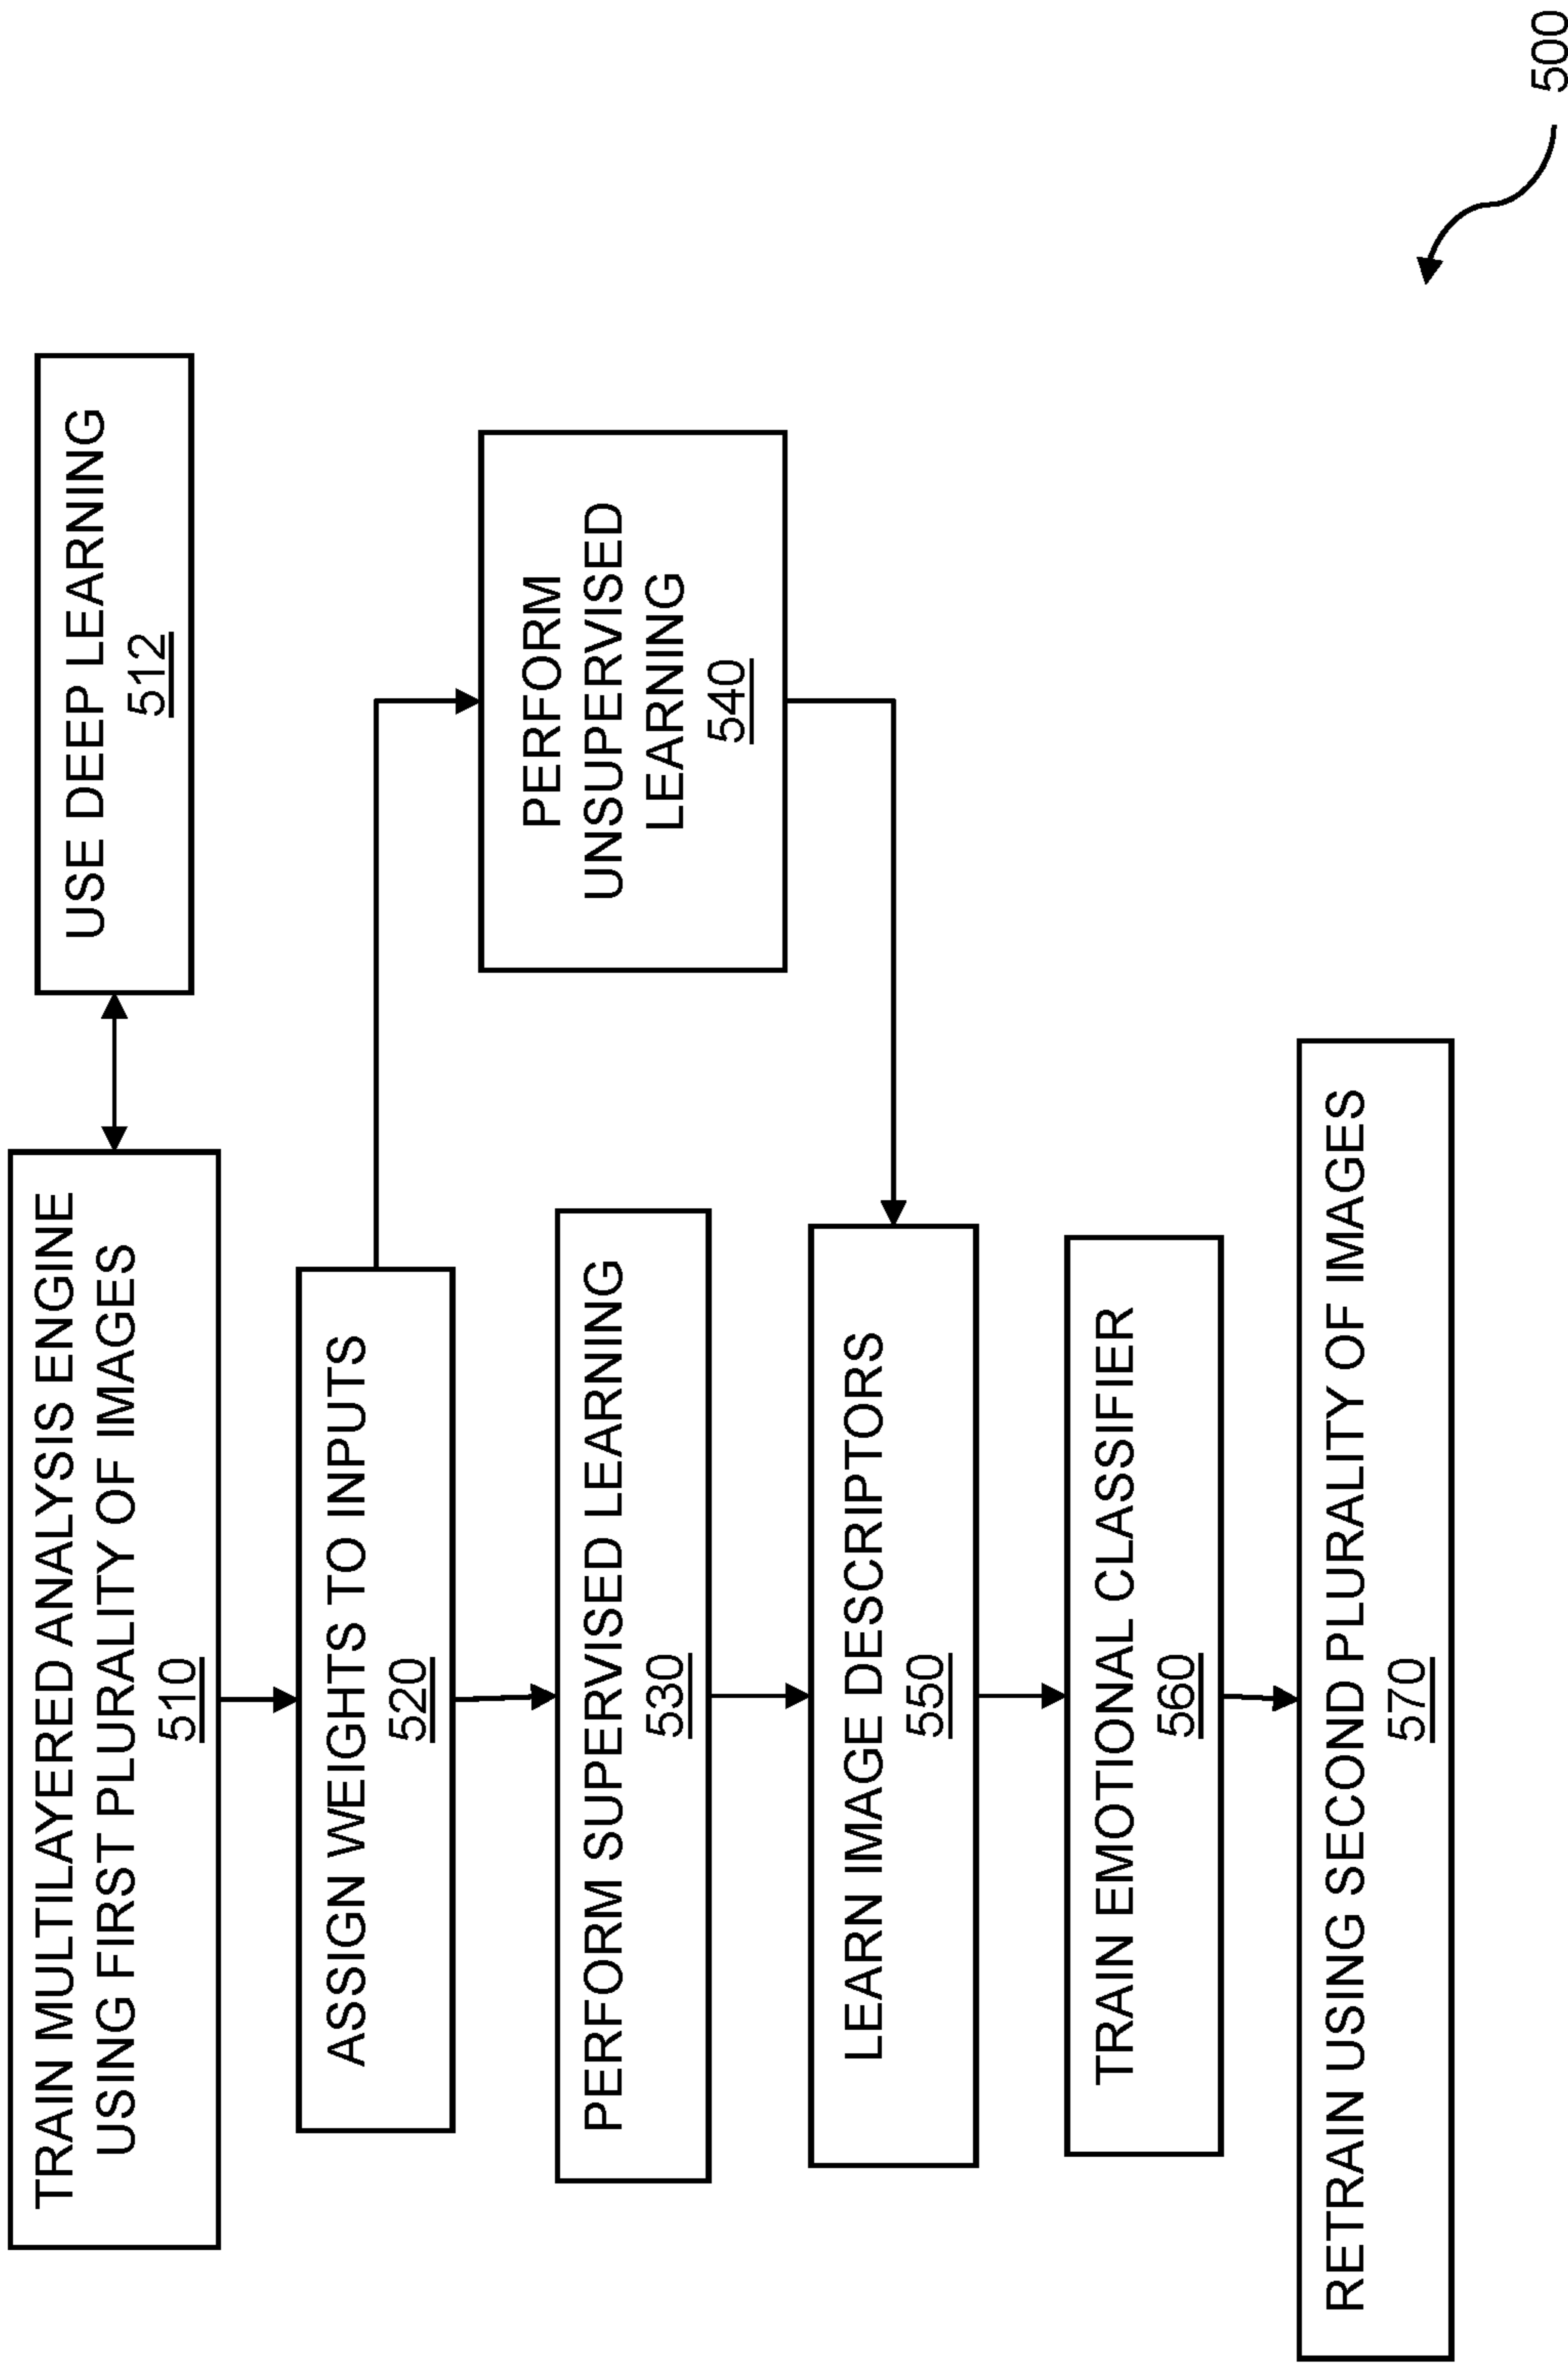 TRAIN MULTILAYERED ANALYSIS ENGINE
USING FIRST PLURALITY OF IMAGES
510
USE DEEP LEARNING
512
ASSIGN WEIGHTS TO INPUTS
520
PERFORM SUPERVISED LEARNING
530
PERFORM
UNSUPERVISED
LEARNING
540
LEARN IMAGE DESCRIPTORS
550
TRAIN EMOTIONAL CLASSIFIER
560
RETRAIN USING SECOND PLURALITY OF IMAGES
570
500